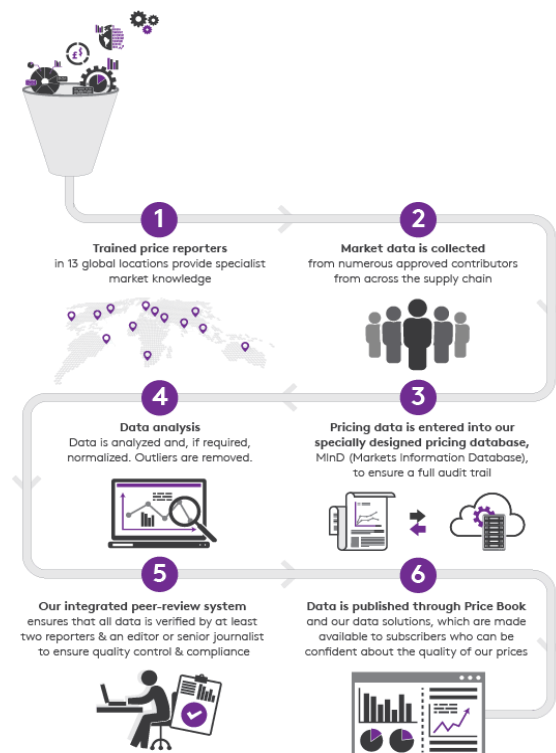 1
Trained price reporters
in 13 global locations provide specialist
market knowledge
2
Market data is collected
from numerous approved contributors
from across the supply chain
3
Pricing data is entered into our
specially designed pricing database,
MInD (Markets Information Database),
to ensure a full audit trail
4
Data analysis
Data is analyzed and, if required,
normalized. Outliers are removed.
5
Our integrated peer-review system
ensures that all data is verified by at least
two reporters & an editor or senior journalist
to ensure quality control & compliance
6
Data is published through Price Book
and our data solutions, which are made
available to subscribers who can be
confident about the quality of our prices